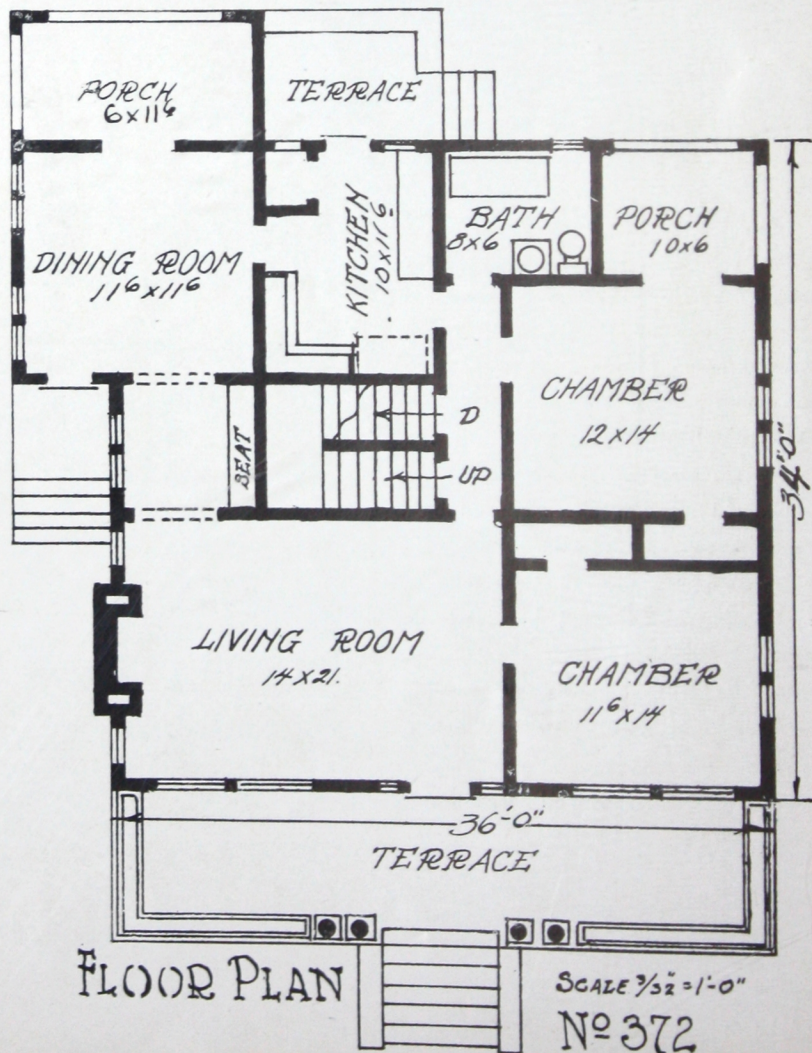 PORCH
6x11⁶
TERRACE
DINING ROOM
11⁶x11⁶
KITCHEN
10x11⁶
BATH
8x6
PORCH
10x6
CHAMBER
12x14
D
UP
SEAT
34'-0"
LIVING ROOM
14x21.
CHAMBER
11⁶x14
36'-0"
TERRACE
FLOOR PLAN
SCALE 3/32"=1'-0"
Nº 372